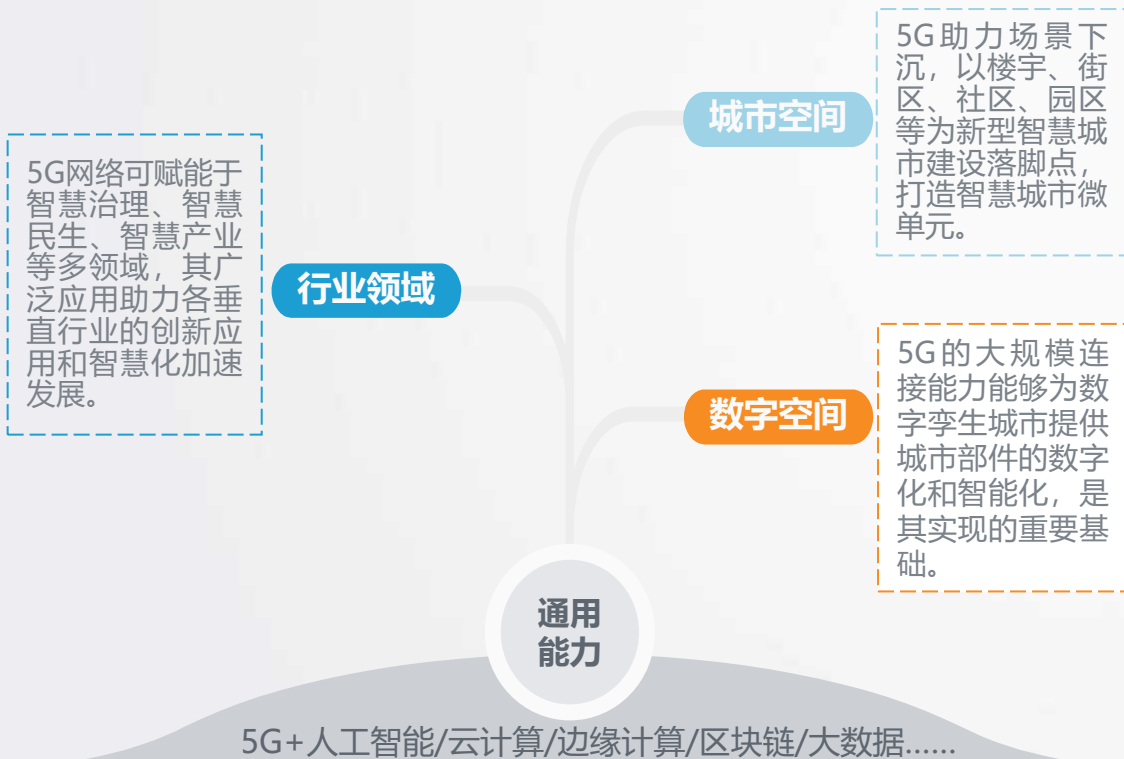 城市空间
5G助力场景下
沉，以楼宇、街
区、社区、园区
等为新型智慧城
市建设落脚点，
打造智慧城市微
单元。
5G网络可赋能于
智慧治理、智慧
民生、智慧产业
等多领域，其广
泛应用助力各垂
直行业的创新应
用和智慧化加速
发展。
行业领域
数字空间
5G的大规模连
接能力能够为数
字孪生城市提供
城市部件的数字
化和智能化，是
其实现的重要基
础。
通用
能力
5G+人工智能/云计算/边缘计算/区块链/大数据......